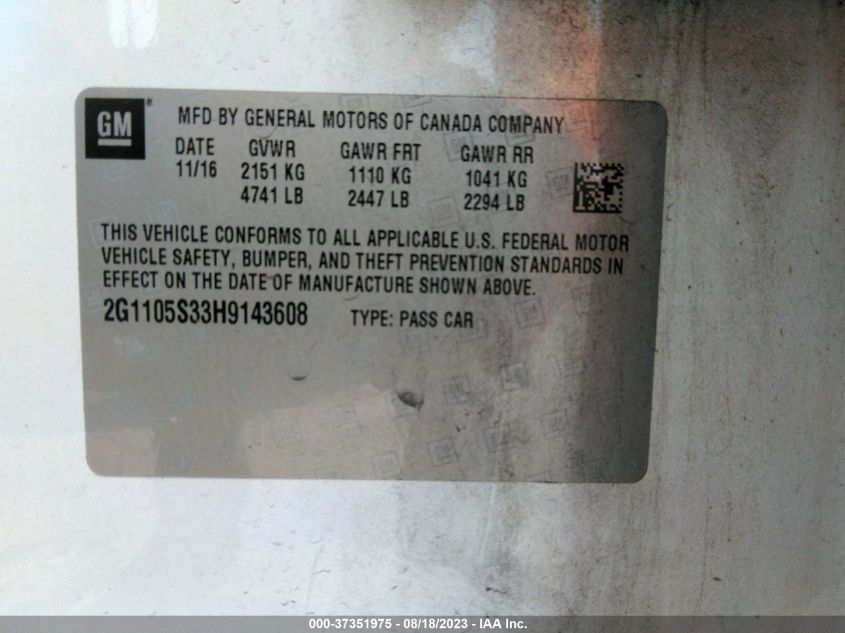 GM ® MFD BY GENERAL MOTORS OF CANADA COMPANY
DATE GVWR GAWR FRT GAWR RR
11/16 2151 KG 1110 KG 1041 KG
4741 LB 2447 LB 2294 LB
THIS VEHICLE CONFORMS TO ALL APPLICABLE U.S. FEDERAL MOTOR
VEHICLE SAFETY, BUMPER, AND THEFT PREVENTION STANDARDS IN
EFFECT ON THE DATE OF MANUFACTURE SHOWN ABOVE.
2G1105S33H9143608 TYPE: PASS CAR
000-37351975 - 08/18/2023 - IAA Inc.